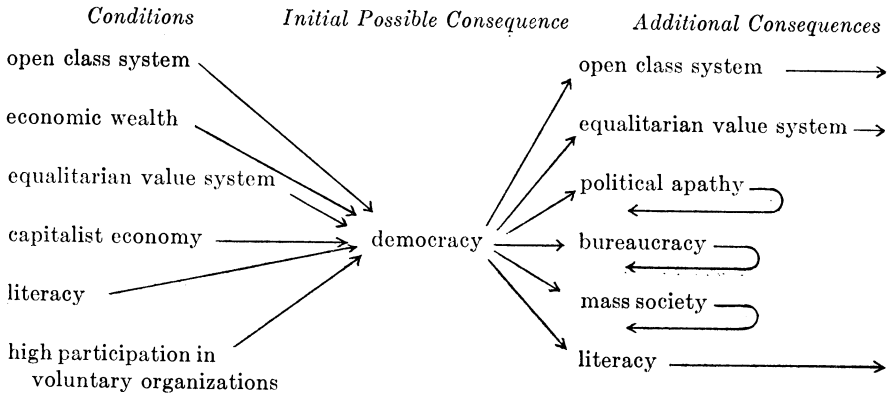 Conditions
Initial Possible Consequence
Additional Consequences
open class system
economic wealth
equalitarian value system
capitalist economy
literacy
high participation in
voluntary organizations
democracy
open class system
equalitarian value system
political apathy
bureaucracy
mass society
literacy